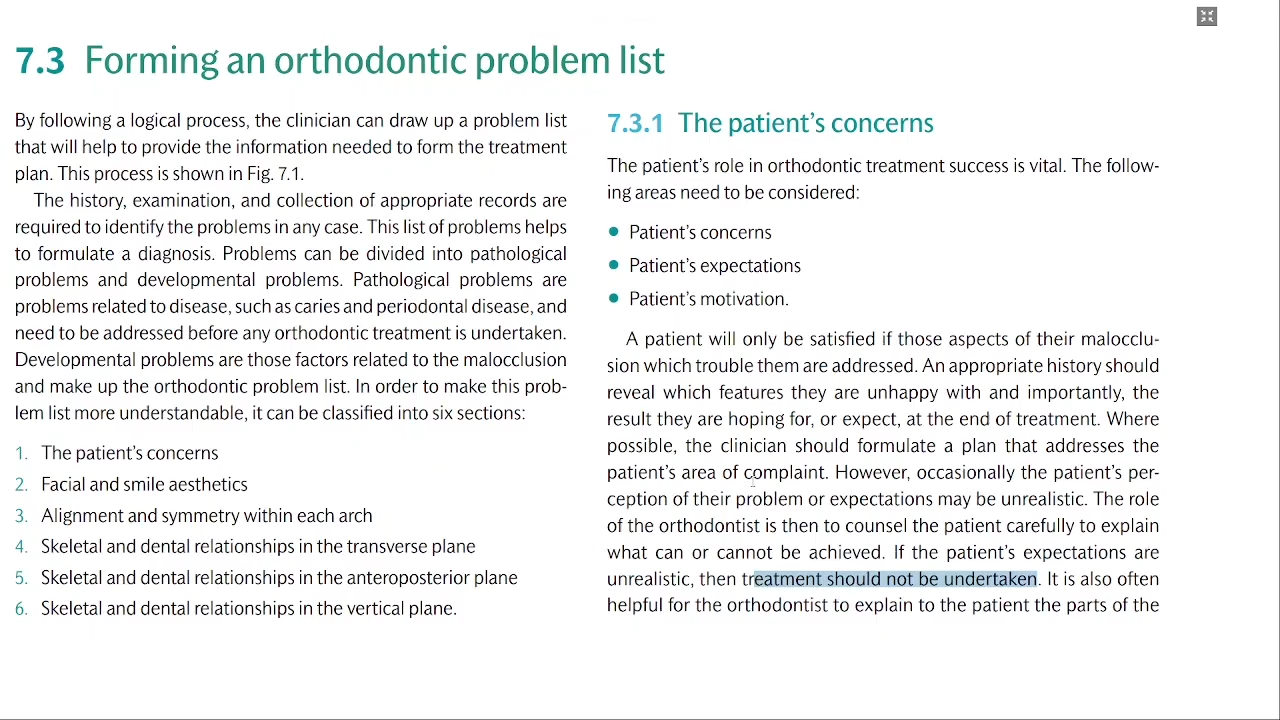 7.3 Forming an orthodontic problem list
By following a logical process, the clinician can draw up a problem list
that will help to provide the information needed to form the treatment
plan. This process is shown in Fig. 7.1.
The history, examination, and collection of appropriate records are
required to identify the problems in any case. This list of problems helps
to formulate a diagnosis. Problems can be divided into pathological
problems and developmental problems. Pathological problems are
problems related to disease, such as caries and periodontal disease, and
need to be addressed before any orthodontic treatment is undertaken.
Developmental problems are those factors related to the malocclusion
and make up the orthodontic problem list. In order to make this prob-
lem list more understandable, it can be classified into six sections:
1. The patient's concerns
2. Facial and smile aesthetics
3. Alignment and symmetry within each arch
4. Skeletal and dental relationships in the transverse plane
5. Skeletal and dental relationships in the anteroposterior plane
6. Skeletal and dental relationships in the vertical plane.
7.3.1 The patient's concerns
The patient's role in orthodontic treatment success is vital. The follow-
ing areas need to be considered:
• Patient's concerns
• Patient's expectations
• Patient's motivation.
A patient will only be satisfied if those aspects of their malocclu-
sion which trouble them are addressed. An appropriate history should
reveal which features they are unhappy with and importantly, the
result they are hoping for, or expect, at the end of treatment. Where
possible, the clinician should formulate a plan that addresses the
patient's area of complaint. However, occasionally the patient's per-
ception of their problem or expectations may be unrealistic. The role
of the orthodontist is then to counsel the patient carefully to explain
what can or cannot be achieved. If the patient's expectations are
unrealistic, then treatment should not be undertaken. It is also often
helpful for the orthodontist to explain to the patient the parts of the